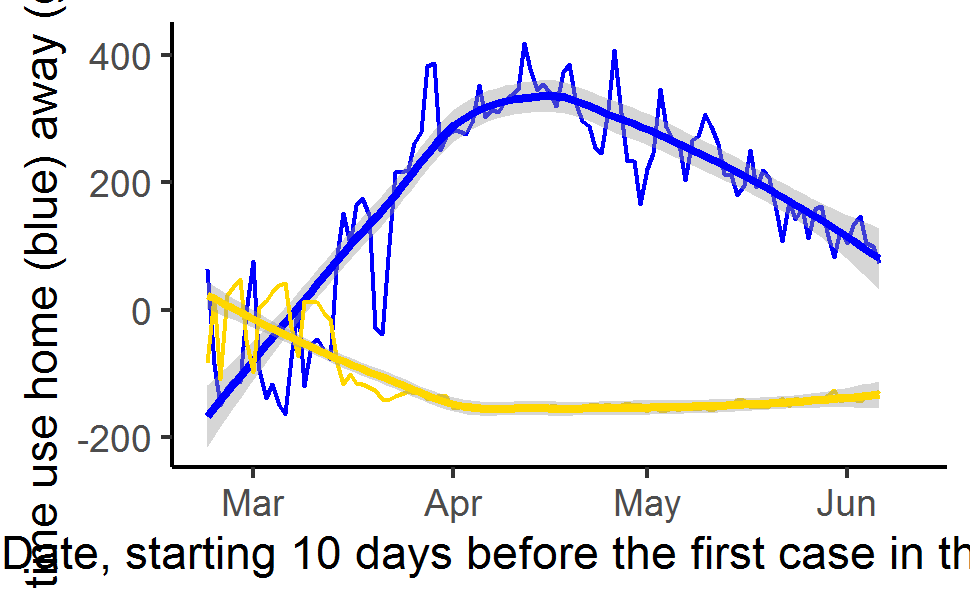 time use home (blue) away (
400
200
0
-200
Mar
Apr
May
Jun
Date, starting 10 days before the first case in th